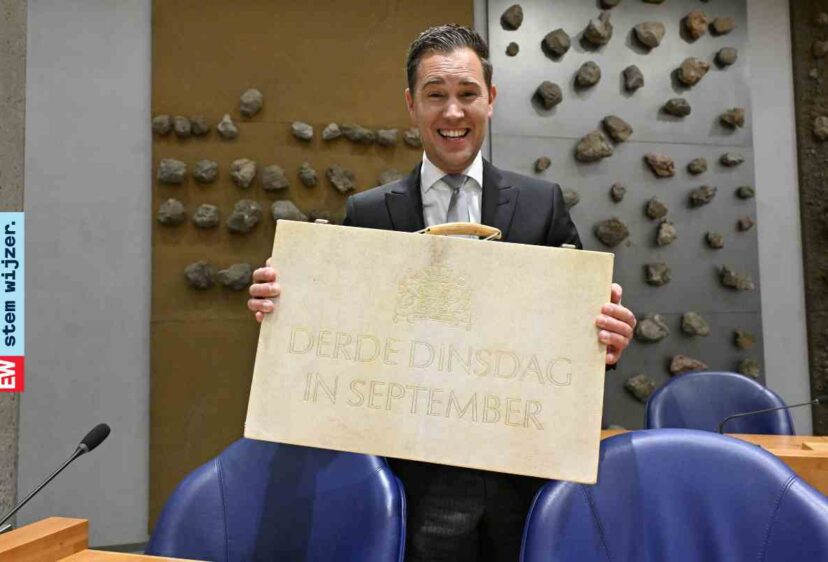 stem wijzer.
EW
DERDE DINSDAG
IN SEPTEMBER